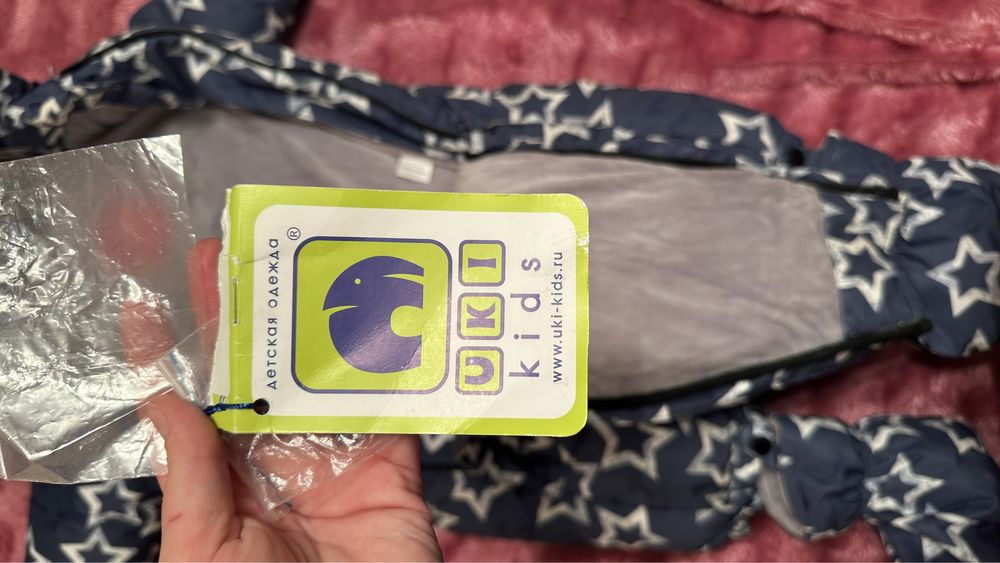 детская одежда ®
UKI
kids
www.uki-kids.ru